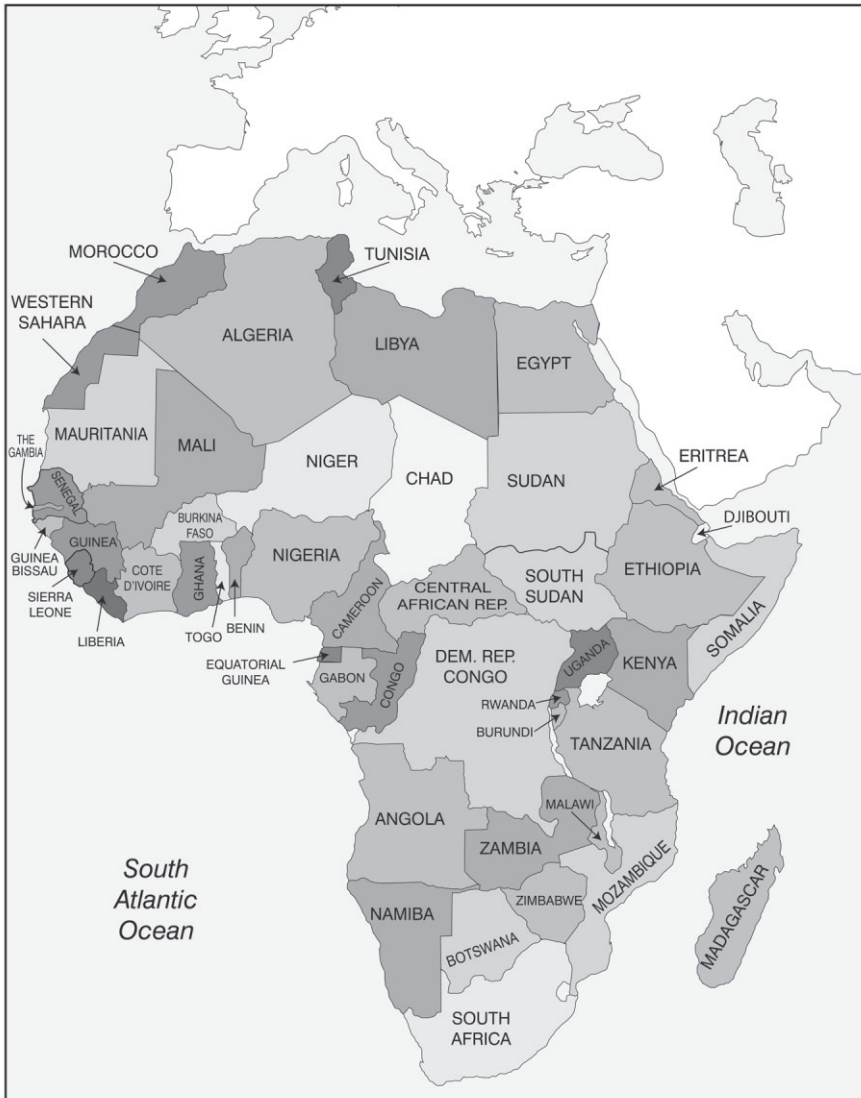 MOROCCO
TUNISIA
WESTERN
SAHARA
ALGERIA
LIBYA
EGYPT
MAURITANIA
MALI
NIGER
CHAD
SUDAN
ERITREA
THE
GAMBIA
SENEGAL
DJIBOUTI
BURKINA
FASO
GUINEA
GUINEA
BISSAU
COTE
D'IVOIRE
GHANA
NIGERIA
SOUTH
SUDAN
ETHIOPIA
SIERRA
LEONE
LIBERIA
TOGO
BENIN
CAMEROON
CENTRAL
AFRICAN REP.
SOMALIA
EQUATORIAL
GUINEA
GABON
CONGO
DEM. REP.
CONGO
UGANDA
KENYA
RWANDA
BURUNDI
TANZANIA
Indian
Ocean
ANGOLA
MALAWI
ZAMBIA
MOZAMBIQUE
South
Atlantic
Ocean
NAMIBA
ZIMBABWE
BOTSWANA
MADAGASCAR
SOUTH
AFRICA